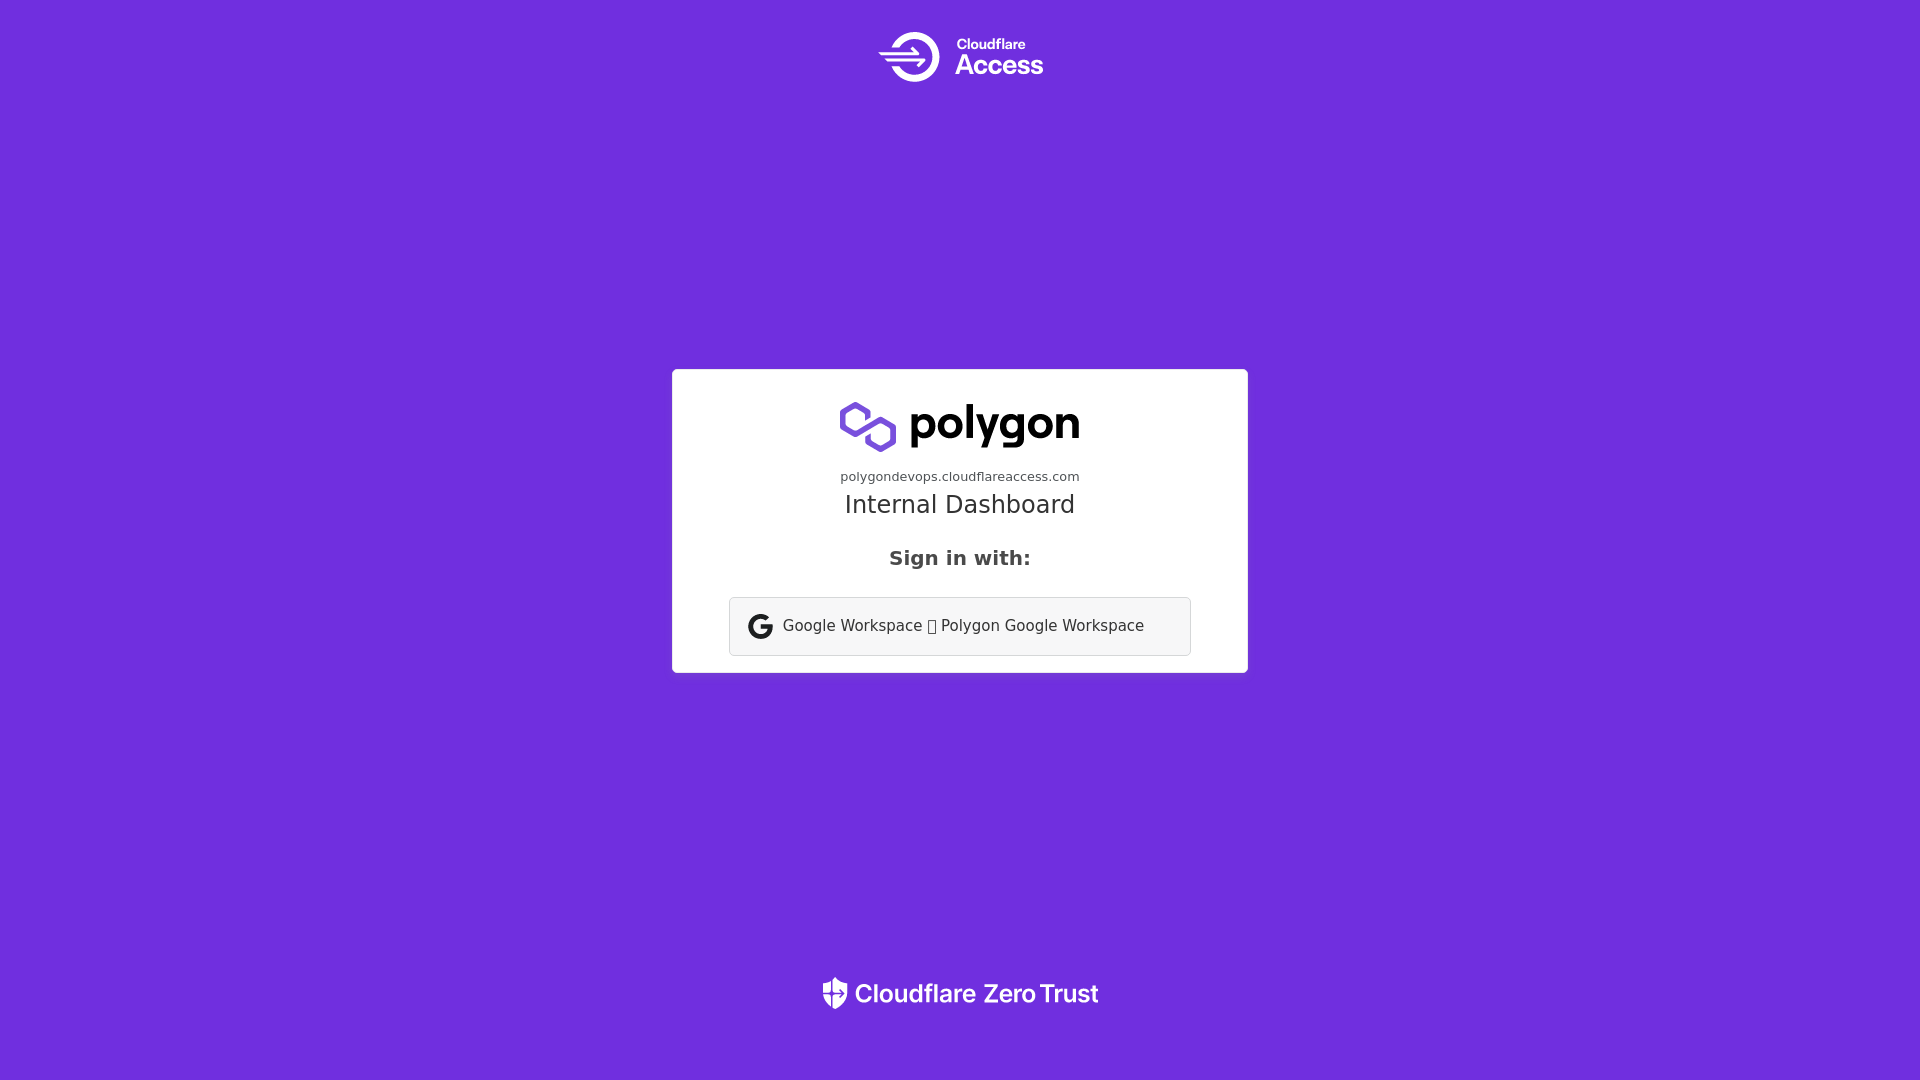 Cloudflare
Access
polygon
polygondevops.cloudflareaccess.com
Internal Dashboard
Sign in with:
Google Workspace ▯ Polygon Google Workspace
Cloudflare Zero Trust